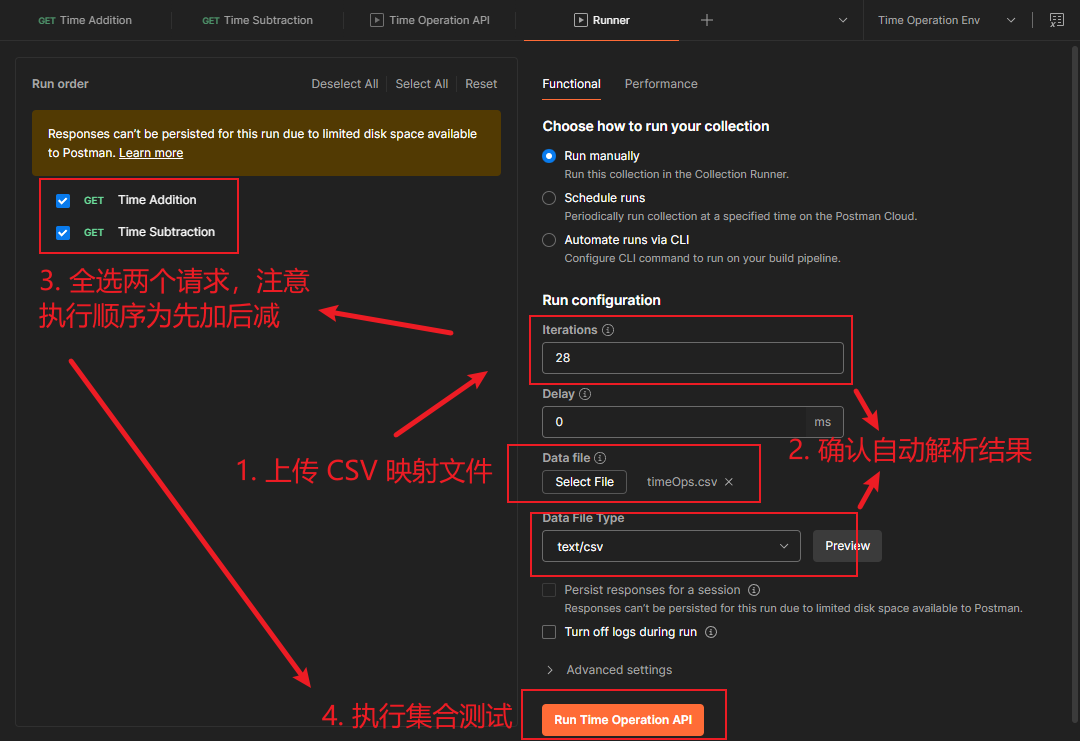 GET Time Addition
GET Time Subtraction
Time Operation API
Runner
Time Operation Env
Run order
Deselect All
Select All
Reset
Responses can't be persisted for this run due to limited disk space available
to Postman. Learn more
GET Time Addition
GET Time Subtraction
3. 全选两个请求，注意
执行顺序为先加后减
1. 上传 CSV 映射文件
4. 执行集合测试
Functional
Performance
Choose how to run your collection
Run manually
Run this collection in the Collection Runner.
Schedule runs
Periodically run collection at a specified time on the Postman Cloud.
Automate runs via CLI
Configure CLI command to run on your build pipeline.
Run configuration
Iterations
28
Delay
0 ms
2. 确认自动解析结果
Data file
Select File timeOps.csv
Data File Type
text/csv
Preview
Persist responses for a session
Responses can't be persisted for this run due to limited disk space available to Postman.
Turn off logs during run
Advanced settings
Run Time Operation API